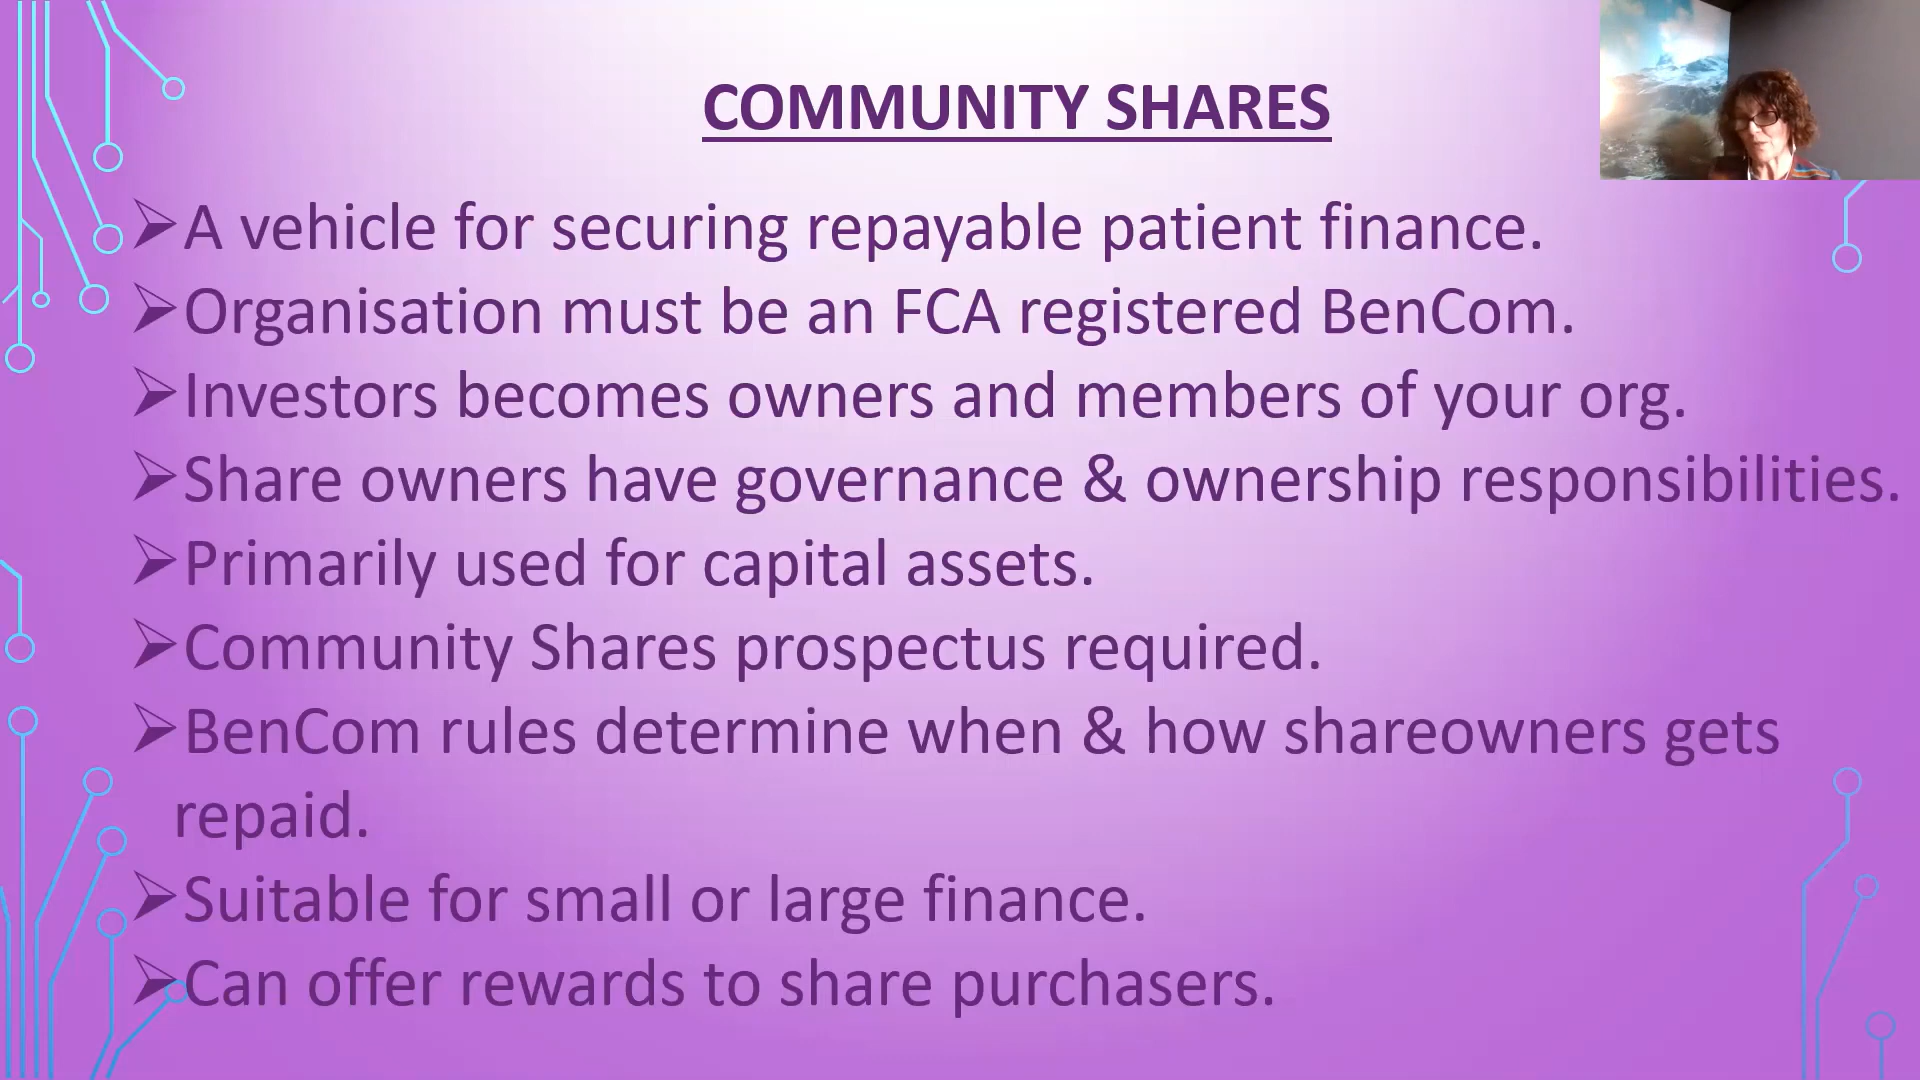 COMMUNITY SHARES
➢A vehicle for securing repayable patient finance.
➢Organisation must be an FCA registered BenCom.
➢Investors becomes owners and members of your org.
➢Share owners have governance & ownership responsibilities.
➢Primarily used for capital assets.
➢Community Shares prospectus required.
➢BenCom rules determine when & how shareowners gets
repaid.
➢Suitable for small or large finance.
➢Can offer rewards to share purchasers.